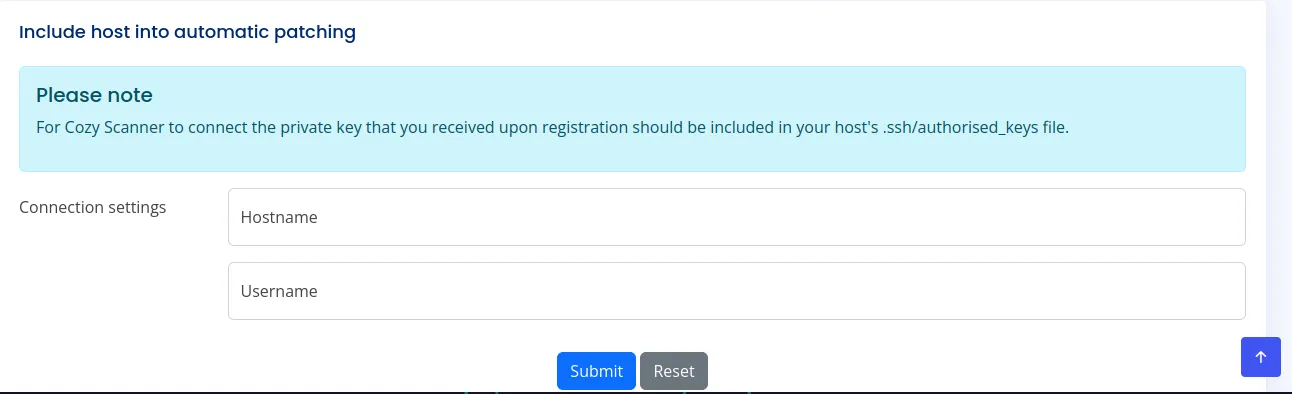 Include host into automatic patching
Please note
For Cozy Scanner to connect the private key that you received upon registration should be included in your host's .ssh/authorised_keys file.
Connection settings
Hostname
Username
Submit
Reset